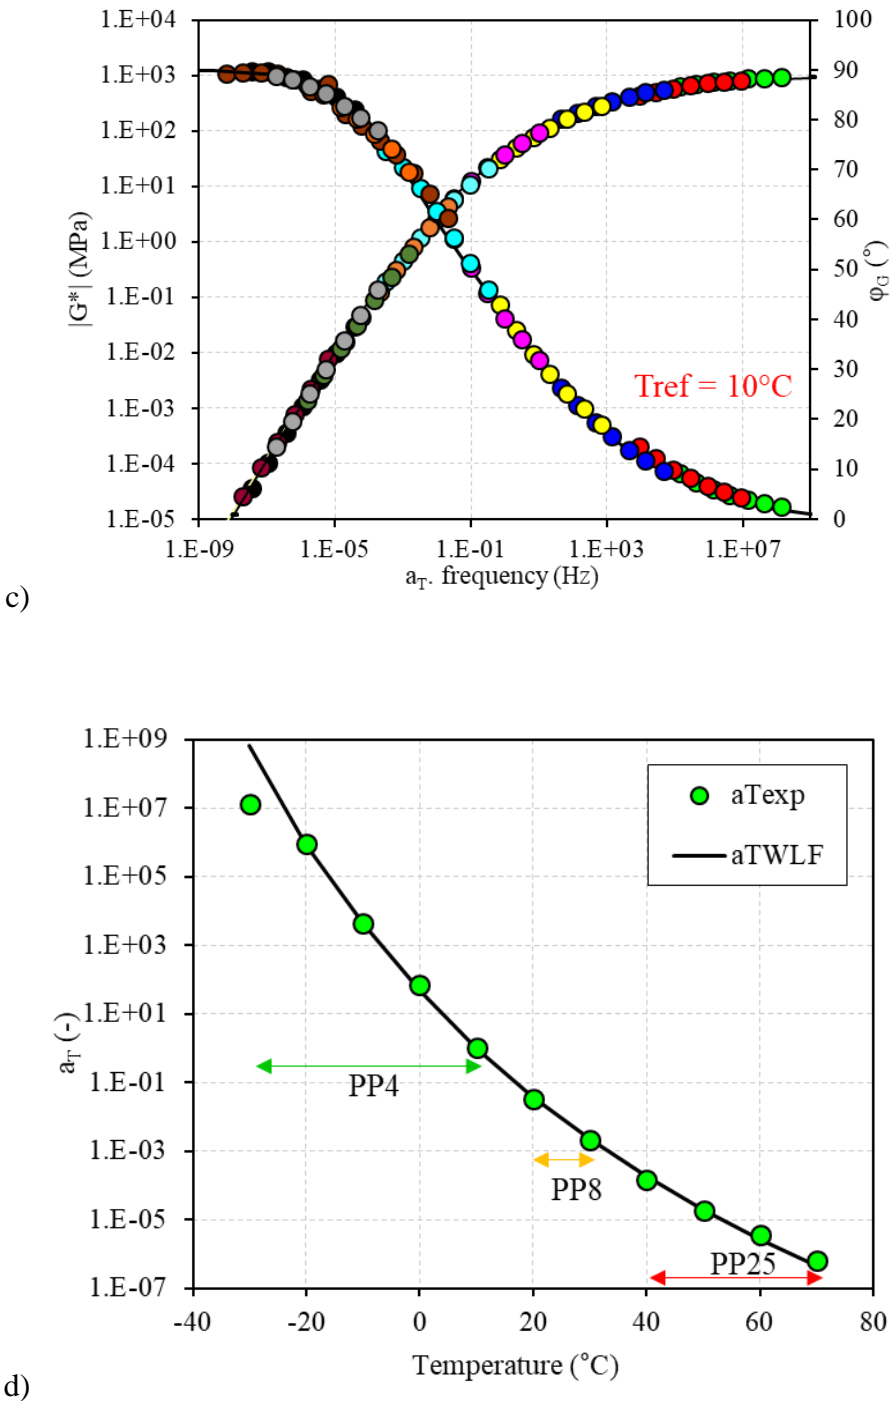 1.E+04
1.E+03
1.E+02
1.E+01
1.E+00
1.E-01
1.E-02
1.E-03
1.E-04
1.E-05
|G*| (MPa)
100
90
80
70
60
50
40
30
20
10
0
φG (°)
Tref = 10°C
1.E-09 1.E-05 1.E-01 1.E+03 1.E+07
aT. frequency (Hz)
c)
1.E+09
1.E+07
1.E+05
1.E+03
1.E+01
1.E-01
1.E-03
1.E-05
1.E-07
aT (-)
aTexp
aTWLF
PP4
PP8
PP25
-40 -20 0 20 40 60 80
Temperature (°C)
d)